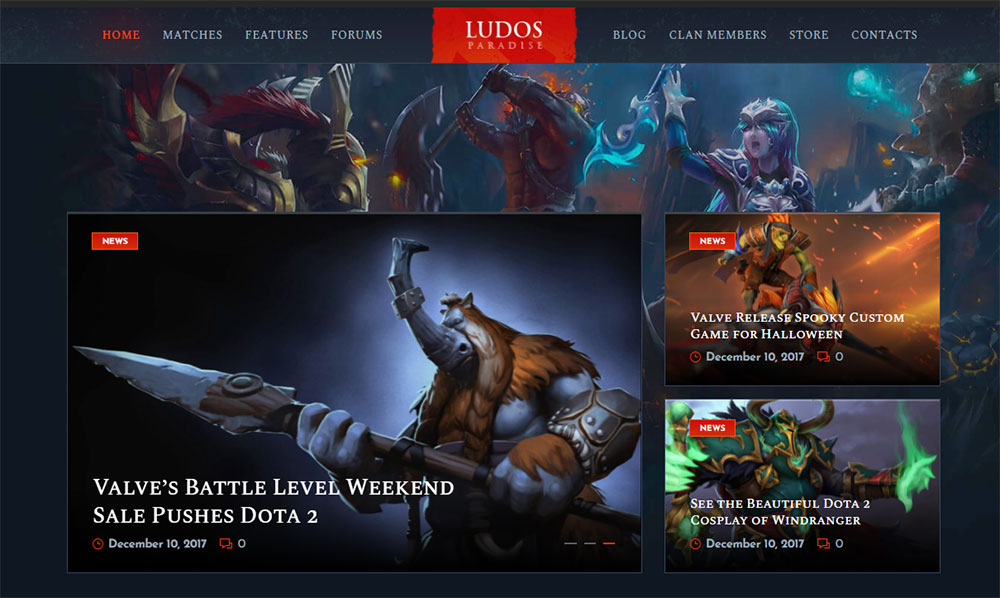 HOME MATCHES FEATURES FORUMS LUDOS BLOG CLAN MEMBERS STORE CONTACTS
PARADISE
NEWS
VALVE'S BATTLE LEVEL WEEKEND
SALE PUSHES DOTA 2
December 10, 2017 0
NEWS
VALVE RELEASE SPOOKY CUSTOM
GAME FOR HALLOWEEN
December 10, 2017 0
NEWS
SEE THE BEAUTIFUL DOTA 2
COSPLAY OF WINDRANGER
December 10, 2017 0